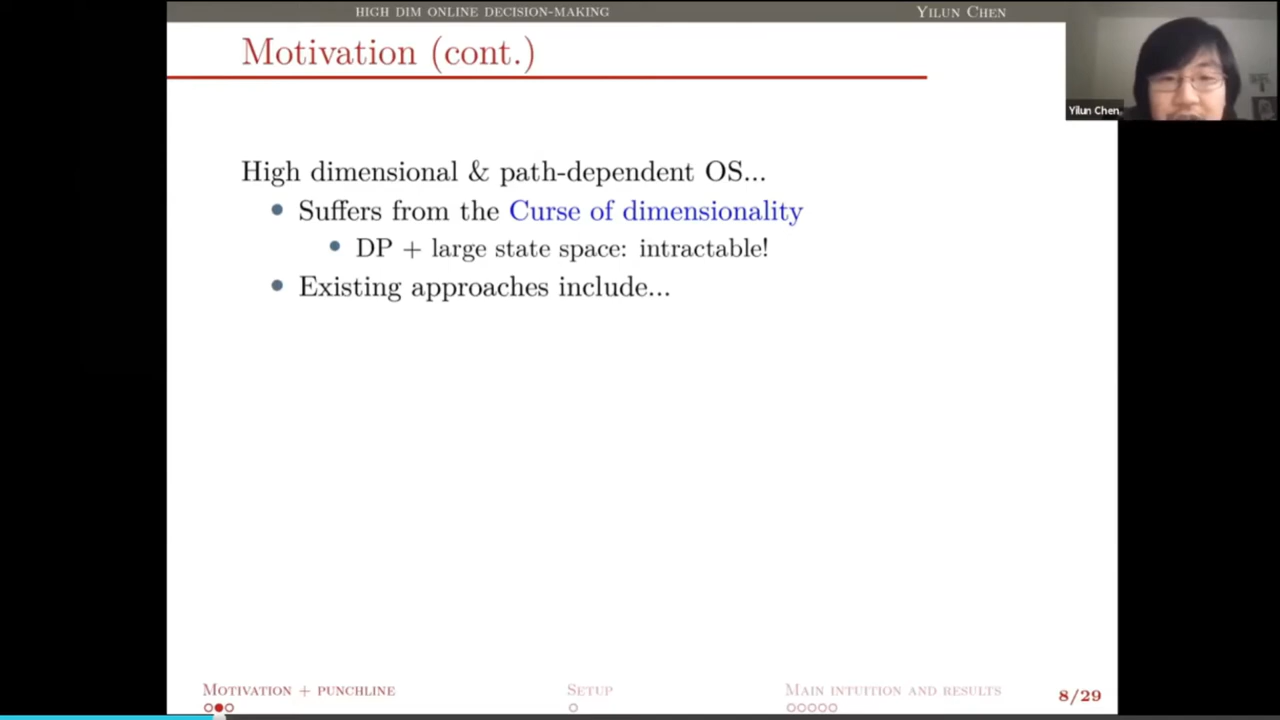 HIGH DIM ONLINE DECISION-MAKING
YILUN CHEN
Motivation (cont.)
Yilun Chen
High dimensional & path-dependent OS...
• Suffers from the Curse of dimensionality
• DP + large state space: intractable!
• Existing approaches include...
MOTIVATION + PUNCHLINE
SETUP
MAIN INTUITION AND RESULTS
8/29